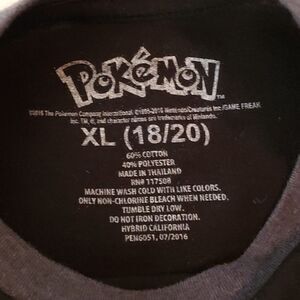 POKéMON™
©2016 The Pokémon Company International. ©1995-2016 Nintendo/Creatures Inc./GAME FREAK
Inc. TM, ®, and character names are trademarks of Nintendo.
XL (18/20)
60% COTTON
40% POLYESTER
MADE IN THAILAND
RN# 117508
MACHINE WASH COLD WITH LIKE COLORS.
ONLY NON-CHLORINE BLEACH WHEN NEEDED.
TUMBLE DRY LOW.
DO NOT IRON DECORATION.
HYBRID CALIFORNIA
PEN6051, 07/2016